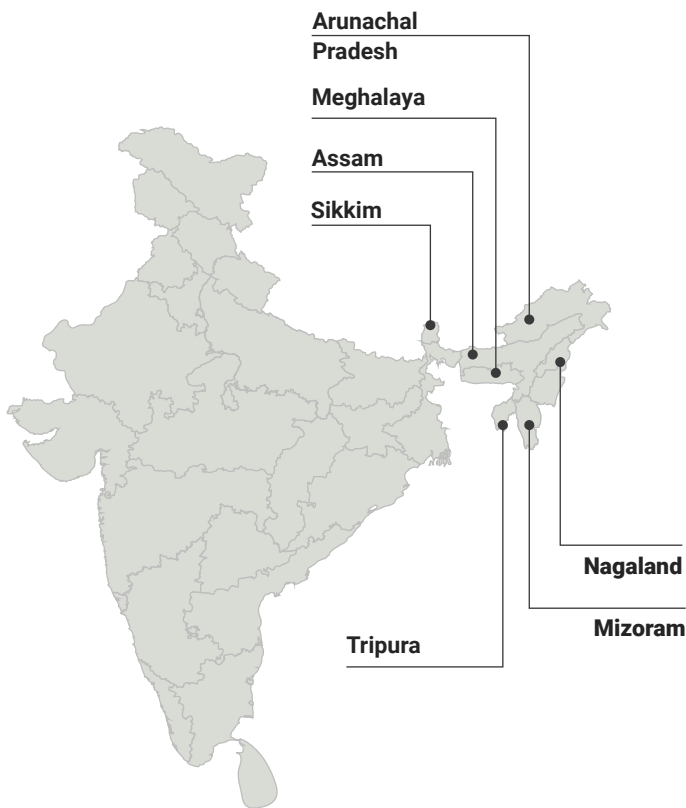 Arunachal
Pradesh
Meghalaya
Assam
Sikkim
Nagaland
Mizoram
Tripura